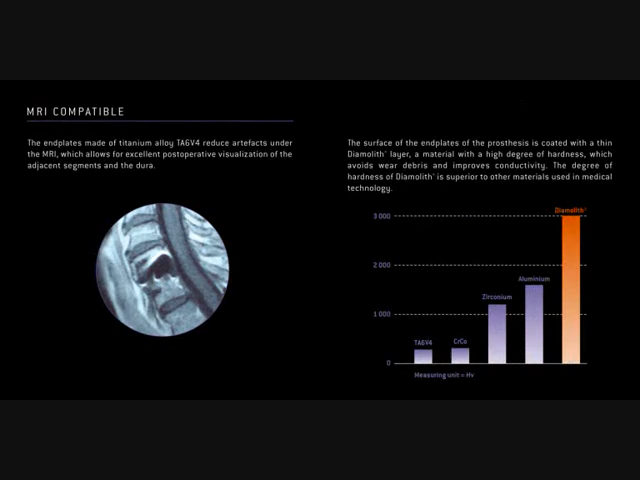 MRI COMPATIBLE
The endplates made of titanium alloy TA6V4 reduce artefacts under
the MRI, which allows for excellent postoperative visualization of the
adjacent segments and the dura.
The surface of the endplates of the prosthesis is coated with a thin
Diamolith® layer, a material with a high degree of hardness, which
avoids wear debris and improves conductivity. The degree of
hardness of Diamolith® is superior to other materials used in medical
technology.
Diamolith®
3 000
2 000
Aluminium
Zirconium
1 000
TA6V4
CrCo
0
Measuring unit = Hv